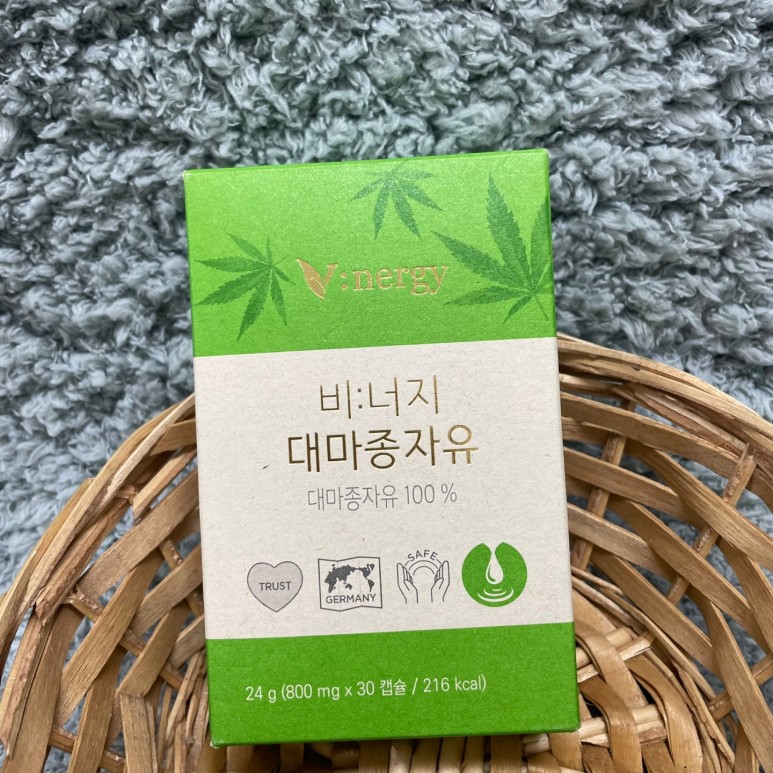 V:nergy
비:너지
대마종자유
대마종자유 100 %
TRUST
GERMANY
SAFE
24 g (800 mg x 30 캡슐 / 216 kcal)